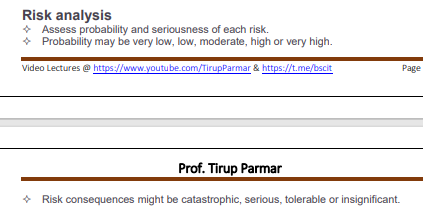 Risk analysis
✧ Assess probability and seriousness of each risk.
✧ Probability may be very low, low, moderate, high or very high.
Video Lectures @ https://www.youtube.com/TirupParmar & https://t.me/bscit Page
Prof. Tirup Parmar
✧ Risk consequences might be catastrophic, serious, tolerable or insignificant.